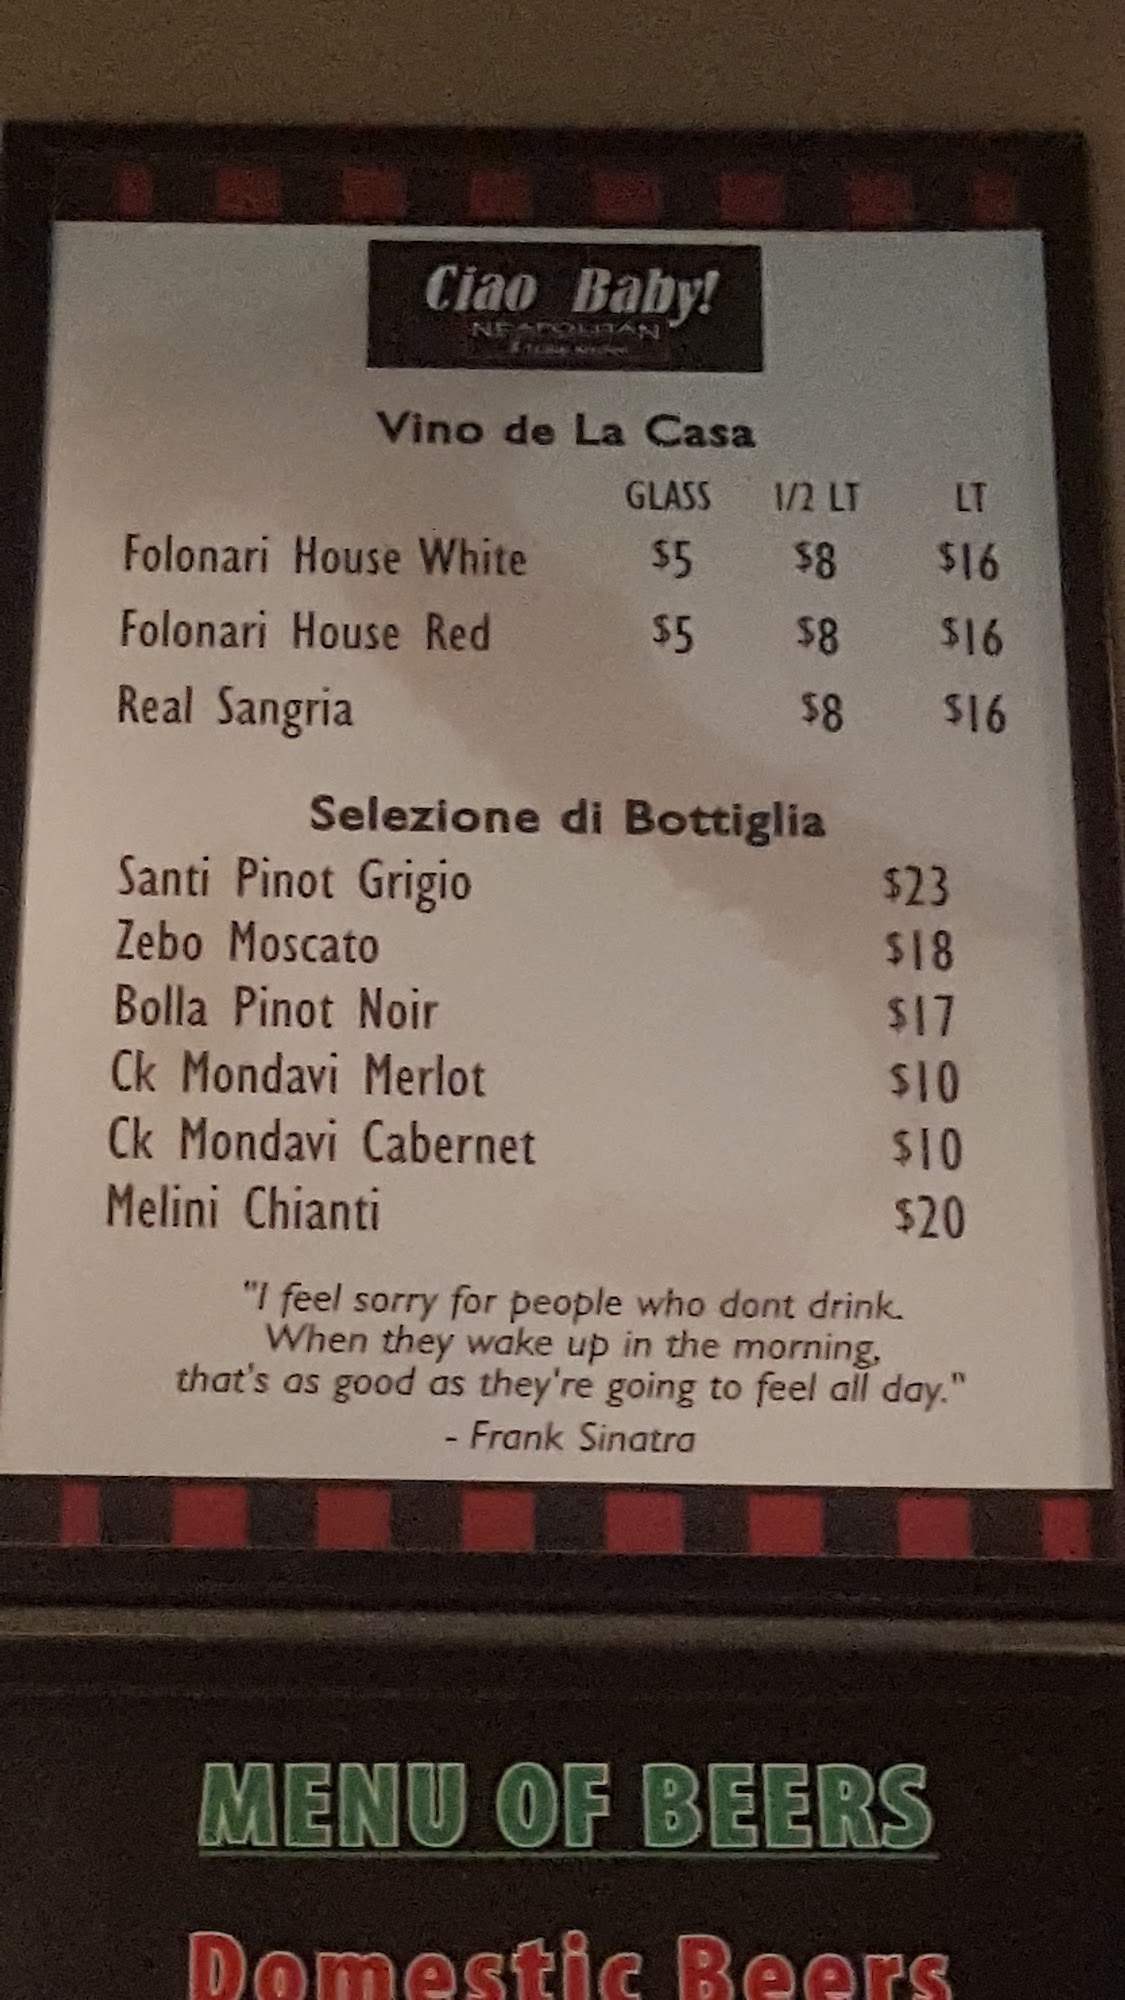 Ciao Baby!
NEAPOLITAN
Vino de La Casa
GLASS 1/2 LT LT
Folonari House White $5 $8 $16
Folonari House Red $5 $8 $16
Real Sangria $8 $16
Selezione di Bottiglia
Santi Pinot Grigio $23
Zebo Moscato $18
Bolla Pinot Noir $17
Ck Mondavi Merlot $10
Ck Mondavi Cabernet $10
Melini Chianti $20
"I feel sorry for people who dont drink.
When they wake up in the morning,
that's as good as they're going to feel all day."
- Frank Sinatra
MENU OF BEERS
Domestic Beers